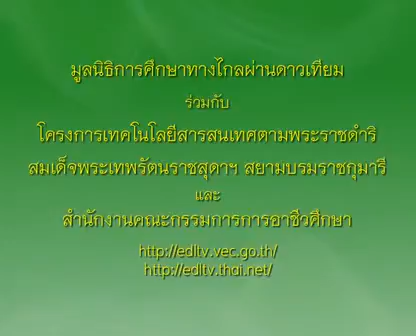 มูลนิธิการศึกษาทางไกลผ่านดาวเทียม
ร่วมกับ
โครงการเทคโนโลยีสารสนเทศตามพระราชดำริ
สมเด็จพระเทพรัตนราชสุดาฯ สยามบรมราชกุมารี
และ
สำนักงานคณะกรรมการการอาชีวศึกษา
http://edltv.vec.go.th/
http://edltv.thai.net/